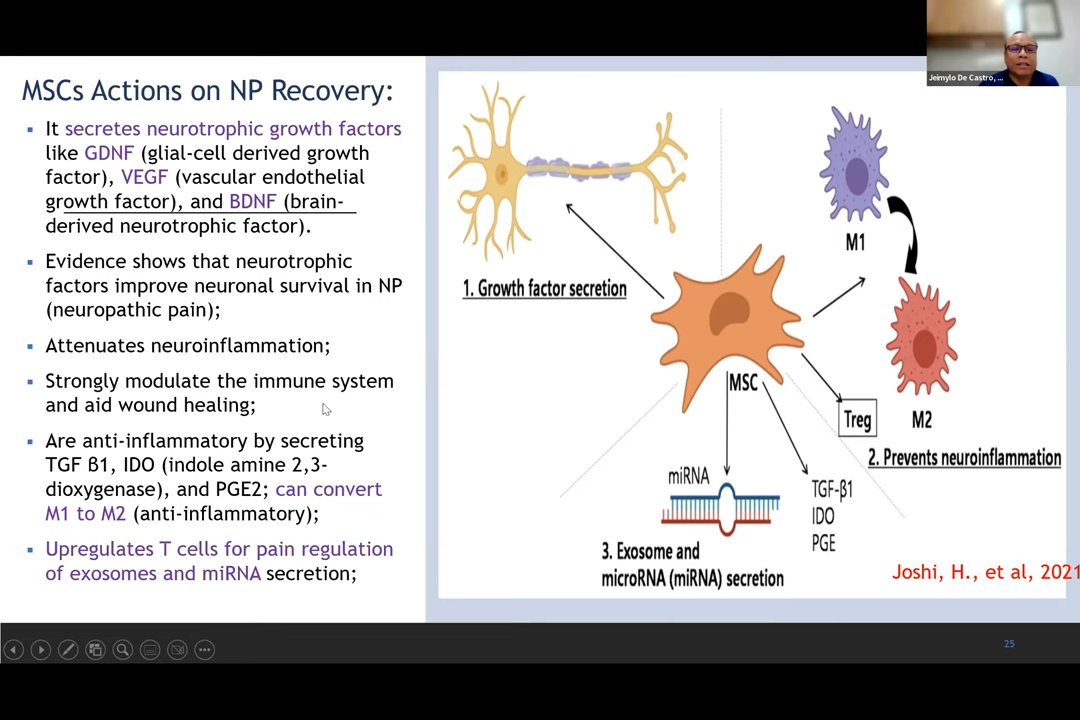 Jeimylo De Castro, ...
MSCs Actions on NP Recovery:
▪ It secretes neurotrophic growth factors
like GDNF (glial-cell derived growth
factor), VEGF (vascular endothelial
growth factor), and BDNF (brain-
derived neurotrophic factor).
▪ Evidence shows that neurotrophic
factors improve neuronal survival in NP
(neuropathic pain);
▪ Attenuates neuroinflammation;
▪ Strongly modulate the immune system
and aid wound healing;
▪ Are anti-inflammatory by secreting
TGF ß1, IDO (indole amine 2,3-
dioxygenase), and PGE2; can convert
M1 to M2 (anti-inflammatory);
▪ Upregulates T cells for pain regulation
of exosomes and miRNA secretion;
1. Growth factor secretion
M1
MSC
Treg
M2
2. Prevents neuroinflammation
miRNA
TGF-β1
IDO
PGE
3. Exosome and
microRNA (miRNA) secretion
Joshi, H., et al, 2021
25